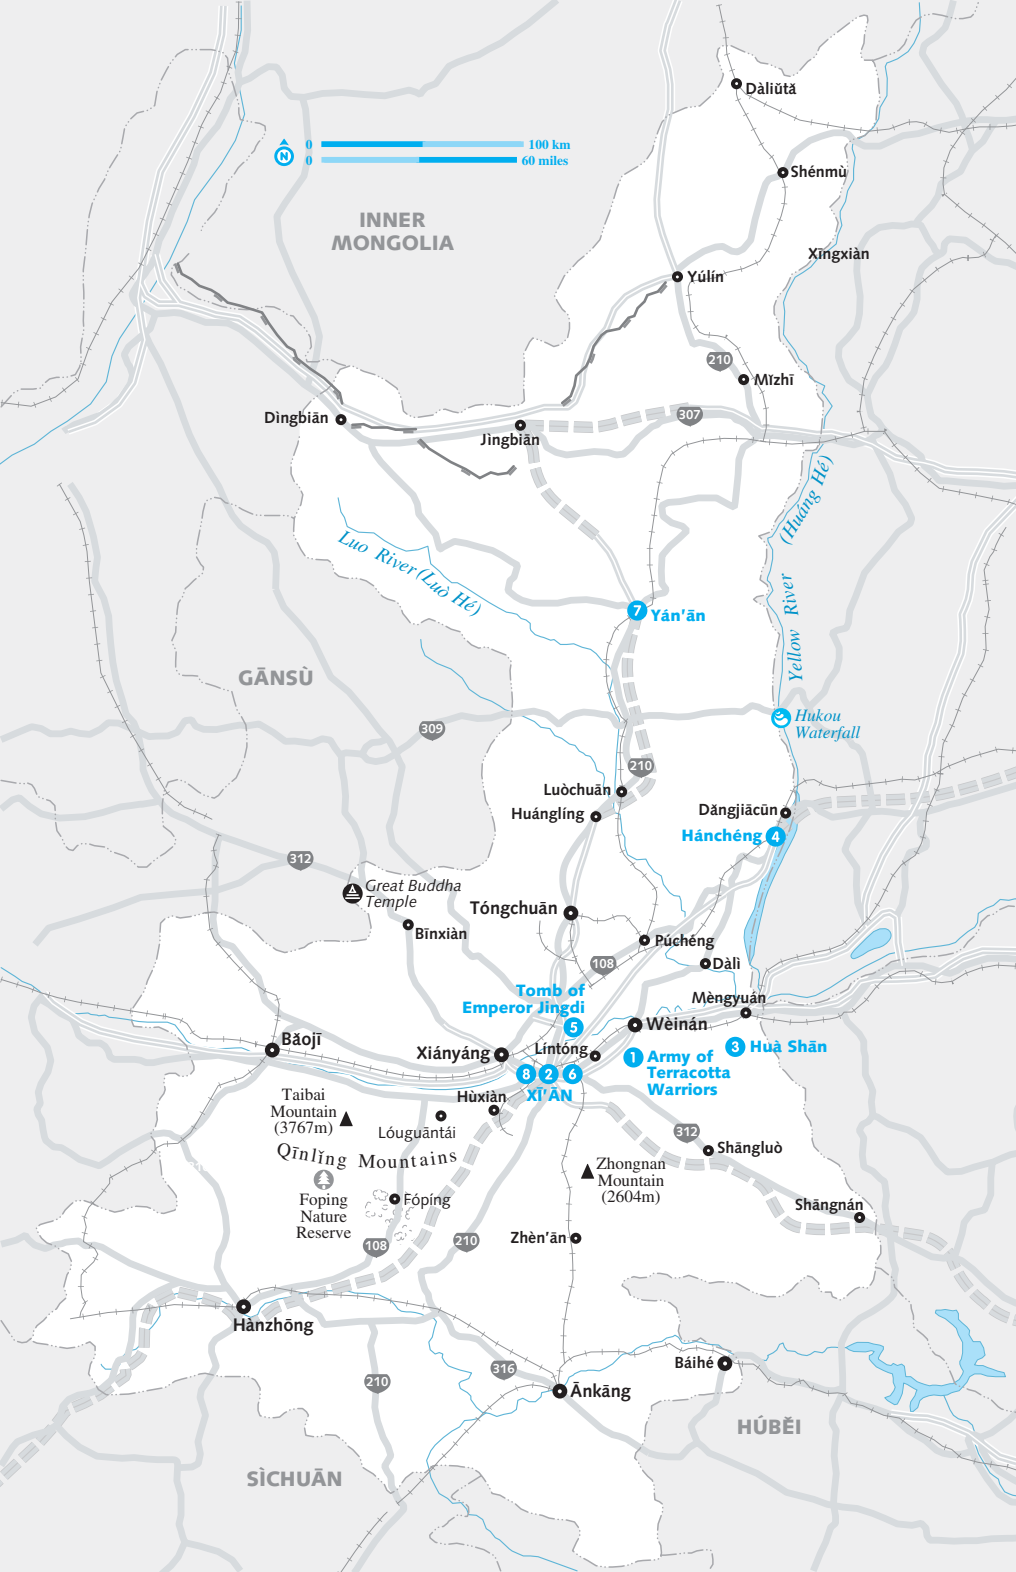 Dàliǔtǎ
0 100 km
0 60 miles
N
Shénmù
INNER
MONGOLIA
Xīngxiàn
Yúlín
210
Mǐzhī
307
Dìngbiān
Jìngbiān
Yellow River (Huáng Hé)
Luo River (Luò Hé)
7 Yán'ān
GĀNSÙ
309
Hukou
Waterfall
210
Luòchuān
Huánglíng
Dǎngjiācūn
Hánchéng 4
312
Great Buddha
Temple
Tóngchuān
Bīnxiàn
Púchéng
108
Dàlì
Tomb of
Emperor Jingdi
5
Mèngyuán
Wèinán
Bǎojī
Xiányáng
Líntóng
3 Huà Shān
1 Army of
Terracotta
Warriors
8 2 6
XĪ'ĀN
Hùxiàn
Taibai
Mountain
(3767m)
Lóuguāntái
312
Shāngluò
Qīnlíng Mountains
Zhongnan
Mountain
(2604m)
Foping
Nature
Reserve
Fópíng
Shāngnán
108
210
Zhèn'ān
Hànzhōng
316
Báihé
210
Ānkāng
HÚBĚI
SÌCHUĀN